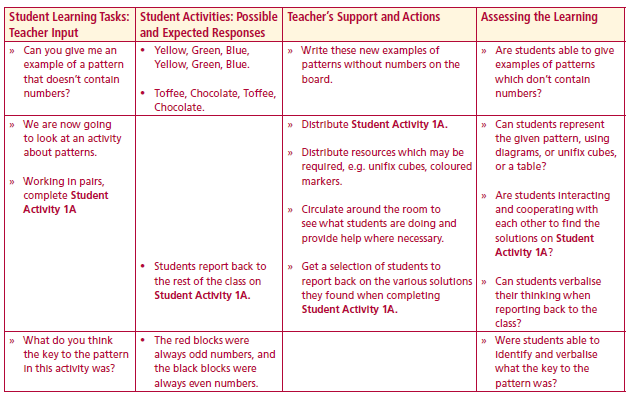 Student Learning Tasks:
Teacher Input
Student Activities: Possible
and Expected Responses
Teacher's Support and Actions
Assessing the Learning
» Can you give me an
example of a pattern
that doesn't contain
numbers?
• Yellow, Green, Blue,
Yellow, Green, Blue.
• Toffee, Chocolate, Toffee,
Chocolate.
» Write these new examples of
patterns without numbers on the
board.
» Are students able to give
examples of patterns
which don't contain
numbers?
» We are now going
to look at an activity
about patterns.
» Working in pairs,
complete Student
Activity 1A
• Students report back to
the rest of the class on
Student Activity 1A.
» Distribute Student Activity 1A.
» Distribute resources which may be
required, e.g. unifix cubes, coloured
markers.
» Circulate around the room to
see what students are doing and
provide help where necessary.
» Get a selection of students to
report back on the various solutions
they found when completing
Student Activity 1A.
» Can students represent
the given pattern, using
diagrams, or unifix cubes,
or a table?
» Are students interacting
and cooperating with
each other to find the
solutions on Student
Activity 1A?
» Can students verbalise
their thinking when
reporting back to the
class?
» What do you think
the key to the pattern
in this activity was?
• The red blocks were
always odd numbers, and
the black blocks were
always even numbers.
» Were students able to
identify and verbalise
what the key to the
pattern was?